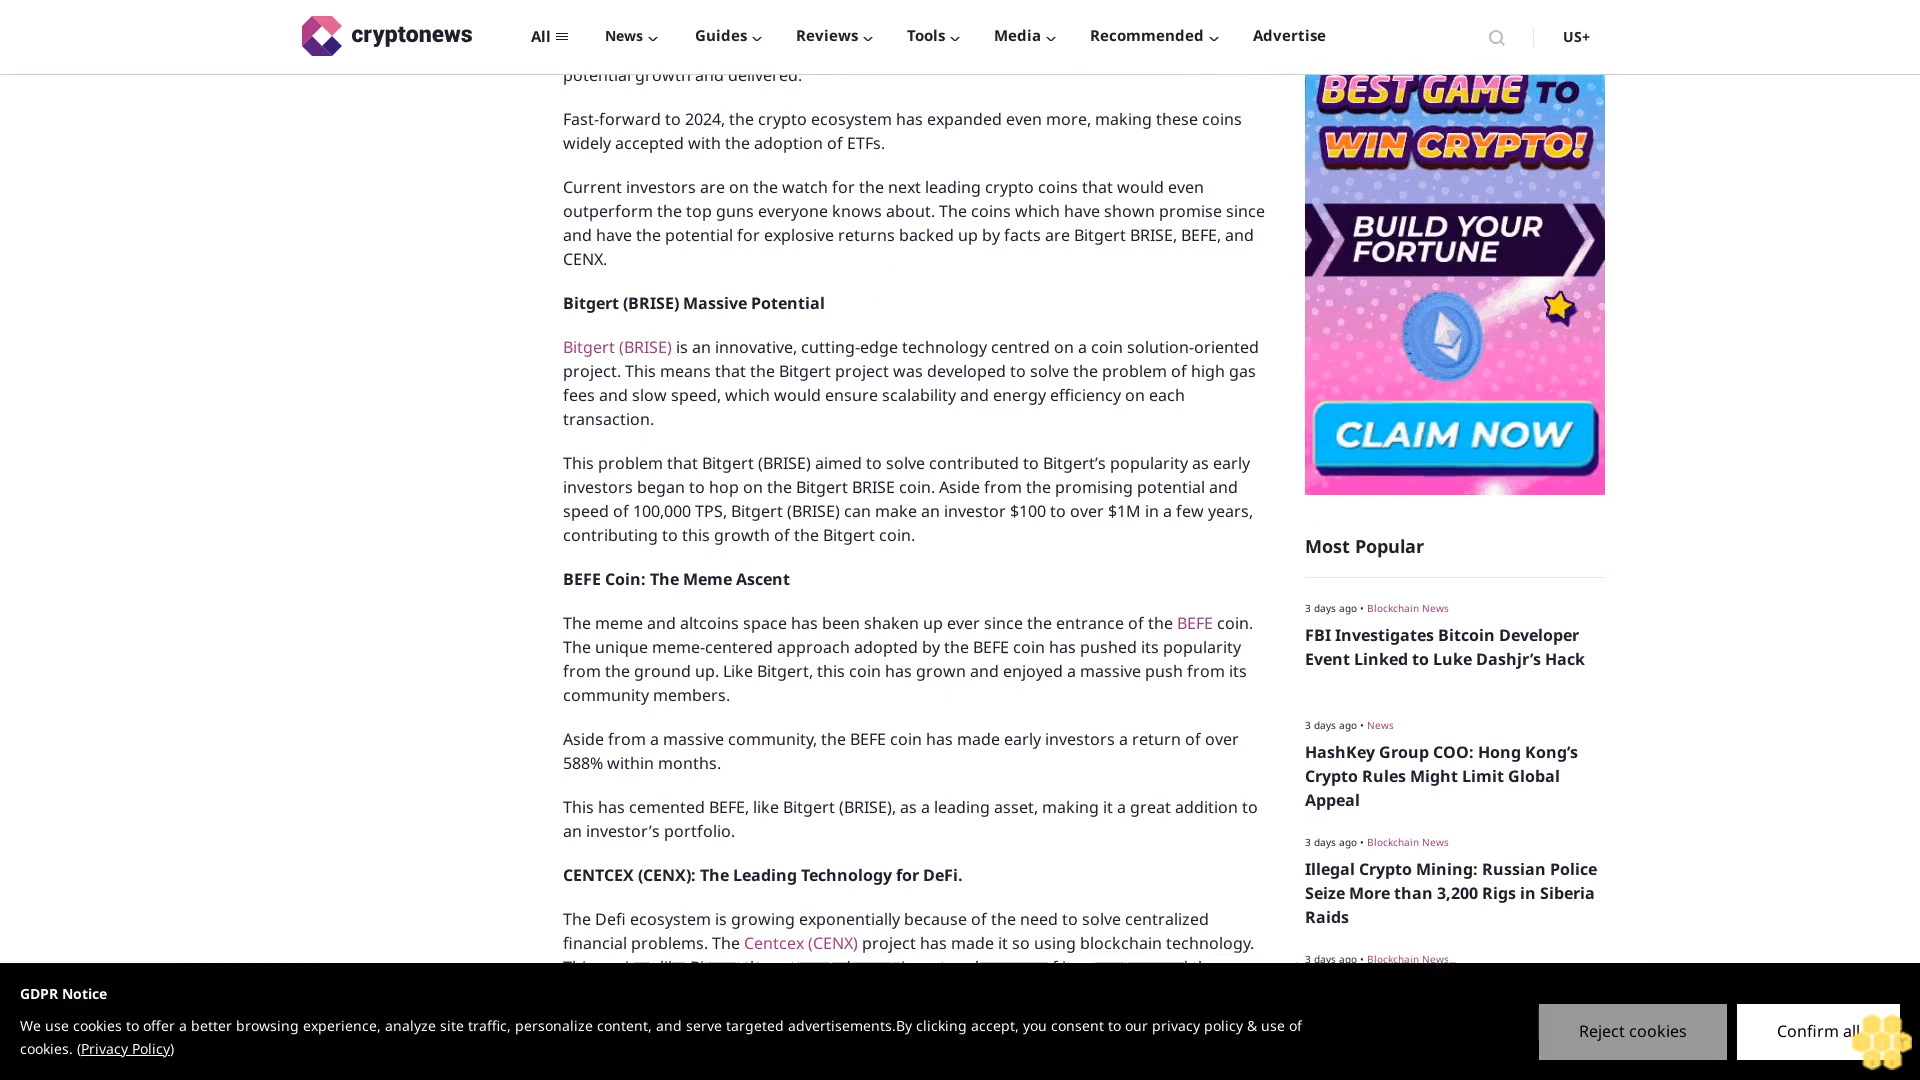 cryptonews
All
News
Guides
Reviews
Tools
Media
Recommended
Advertise
US+
potential growth and delivered.
Fast-forward to 2024, the crypto ecosystem has expanded even more, making these coins
widely accepted with the adoption of ETFs.
Current investors are on the watch for the next leading crypto coins that would even
outperform the top guns everyone knows about. The coins which have shown promise since
and have the potential for explosive returns backed up by facts are Bitgert BRISE, BEFE, and
CENX.
Bitgert (BRISE) Massive Potential
Bitgert (BRISE) is an innovative, cutting-edge technology centred on a coin solution-oriented
project. This means that the Bitgert project was developed to solve the problem of high gas
fees and slow speed, which would ensure scalability and energy efficiency on each
transaction.
This problem that Bitgert (BRISE) aimed to solve contributed to Bitgert’s popularity as early
investors began to hop on the Bitgert BRISE coin. Aside from the promising potential and
speed of 100,000 TPS, Bitgert (BRISE) can make an investor $100 to over $1M in a few years,
contributing to this growth of the Bitgert coin.
BEFE Coin: The Meme Ascent
The meme and altcoins space has been shaken up ever since the entrance of the BEFE coin.
The unique meme-centered approach adopted by the BEFE coin has pushed its popularity
from the ground up. Like Bitgert, this coin has grown and enjoyed a massive push from its
community members.
Aside from a massive community, the BEFE coin has made early investors a return of over
588% within months.
This has cemented BEFE, like Bitgert (BRISE), as a leading asset, making it a great addition to
an investor’s portfolio.
CENTCEX (CENX): The Leading Technology for DeFi.
The Defi ecosystem is growing exponentially because of the need to solve centralized
financial problems. The Centcex (CENX) project has made it so using blockchain technology.
BEST GAME TO
WIN CRYPTO!
BUILD YOUR
FORTUNE
CLAIM NOW
Most Popular
3 days ago • Blockchain News
FBI Investigates Bitcoin Developer
Event Linked to Luke Dashjr’s Hack
3 days ago • News
HashKey Group COO: Hong Kong’s
Crypto Rules Might Limit Global
Appeal
3 days ago • Blockchain News
Illegal Crypto Mining: Russian Police
Seize More than 3,200 Rigs in Siberia
Raids
3 days ago • Blockchain News
GDPR Notice
We use cookies to offer a better browsing experience, analyze site traffic, personalize content, and serve targeted advertisements.By clicking accept, you consent to our privacy policy & use of
cookies. (Privacy Policy)
Reject cookies
Confirm all